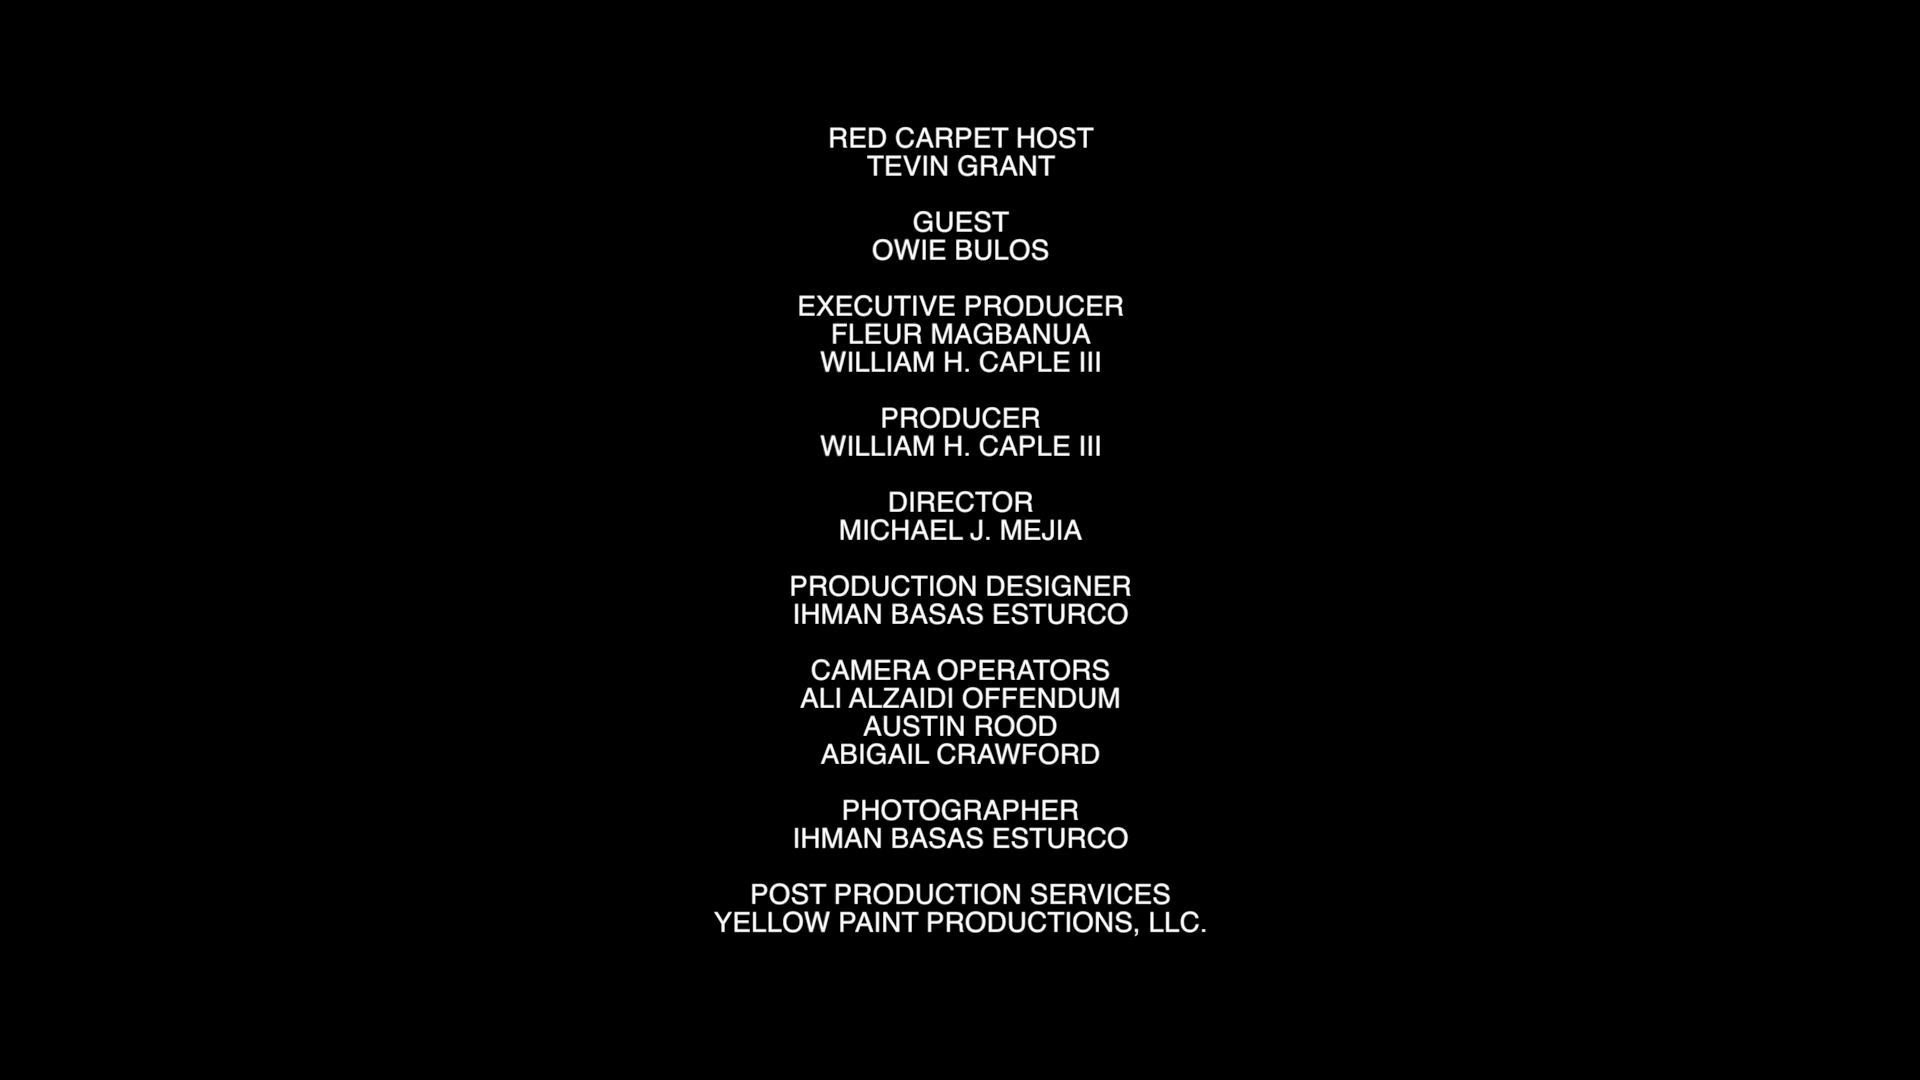 RED CARPET HOST
TEVIN GRANT
GUEST
OWIE BULOS
EXECUTIVE PRODUCER
FLEUR MAGBANUA
WILLIAM H. CAPLE III
PRODUCER
WILLIAM H. CAPLE III
DIRECTOR
MICHAEL J. MEJIA
PRODUCTION DESIGNER
IHMAN BASAS ESTURCO
CAMERA OPERATORS
ALI ALZAIDI OFFENDUM
AUSTIN ROOD
ABIGAIL CRAWFORD
PHOTOGRAPHER
IHMAN BASAS ESTURCO
POST PRODUCTION SERVICES
YELLOW PAINT PRODUCTIONS, LLC.